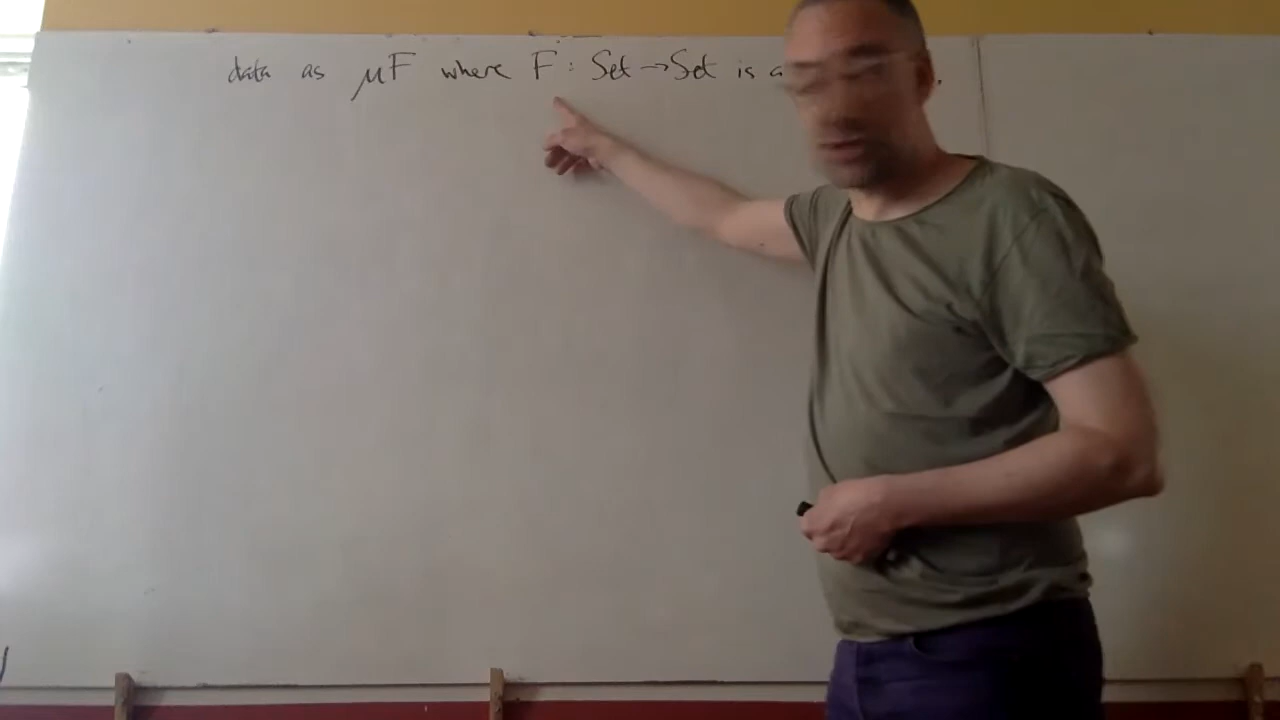 data as μF where F : Set → Set is a